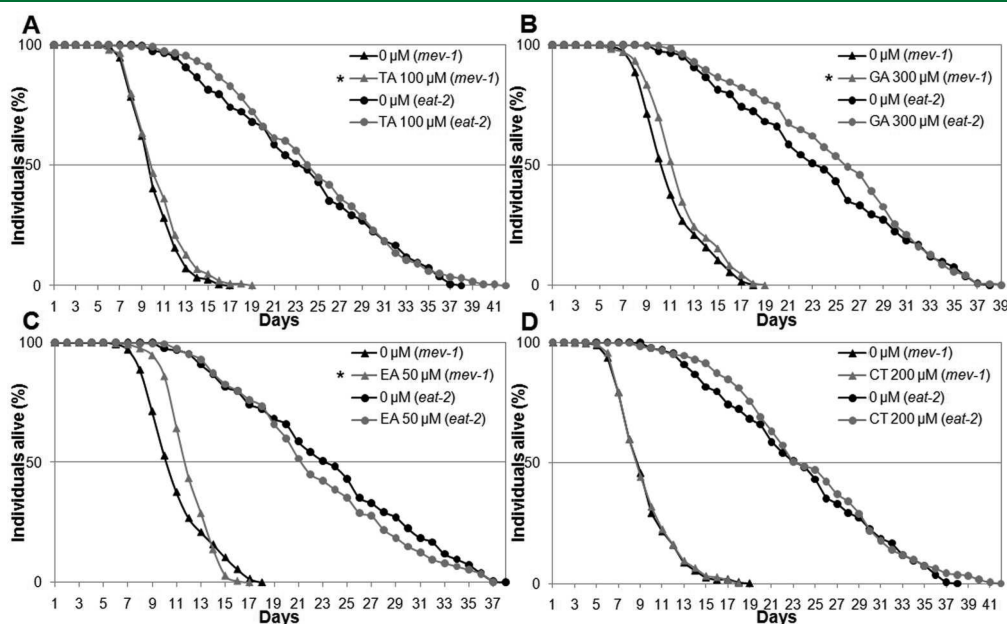 A
Individuals alive (%)
100
50
0
0 µM (mev-1)
* TA 100 µM (mev-1)
0 µM (eat-2)
TA 100 µM (eat-2)
1 3 5 7 9 11 13 15 17 19 21 23 25 27 29 31 33 35 37 39 41
Days
B
Individuals alive (%)
100
50
0
0 µM (mev-1)
* GA 300 µM (mev-1)
0 µM (eat-2)
GA 300 µM (eat-2)
1 3 5 7 9 11 13 15 17 19 21 23 25 27 29 31 33 35 37 39
Days
C
Individuals alive (%)
100
50
0
0 µM (mev-1)
* EA 50 µM (mev-1)
0 µM (eat-2)
EA 50 µM (eat-2)
1 3 5 7 9 11 13 15 17 19 21 23 25 27 29 31 33 35 37
Days
D
Individuals alive (%)
100
50
0
0 µM (mev-1)
CT 200 µM (mev-1)
0 µM (eat-2)
CT 200 µM (eat-2)
1 3 5 7 9 11 13 15 17 19 21 23 25 27 29 31 33 35 37 39 41
Days